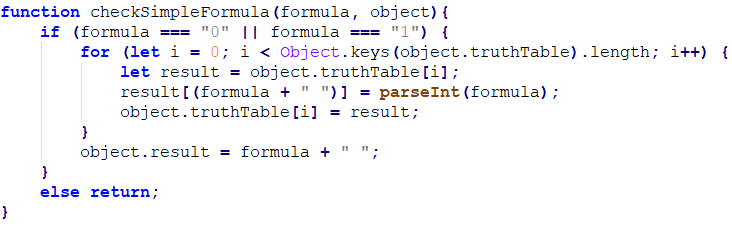 function checkSimpleFormula(formula, object){
    if (formula === "0" || formula === "1") {
        for (let i = 0; i < Object.keys(object.truthTable).length; i++) {
            let result = object.truthTable[i];
            result[(formula + " ")] = parseInt(formula);
            object.truthTable[i] = result;
        }
        object.result = formula + " ";
    }
    else return;
}